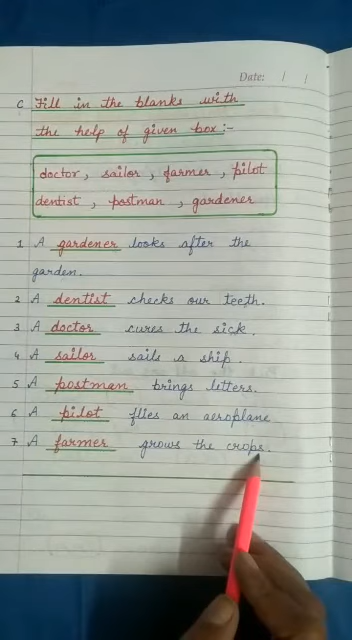 Date: / /
C Fill in the blanks with
the help of given box:-
doctor, sailor, farmer, pilot
dentist, postman, gardener
1 A gardener looks after the
garden.
2 A dentist checks our teeth.
3 A doctor cures the sick.
4 A sailor sails a ship.
5 A postman brings letters.
6 A pilot flies an aeroplane
7 A farmer grows the crops.